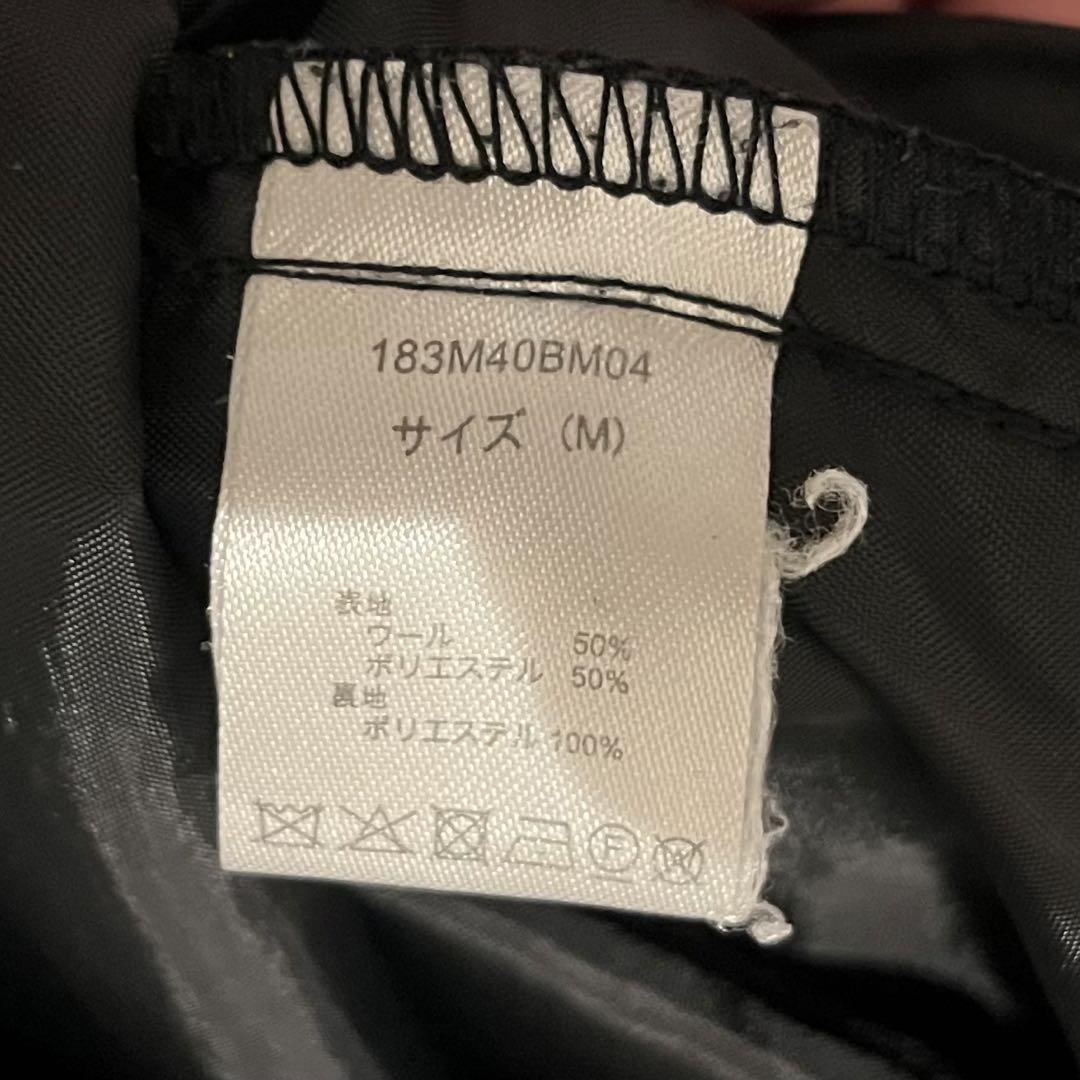 183M40BM04
サイズ (M)
表地
ウール 50%
ポリエステル 50%
裏地
ポリエステル 100%
F W